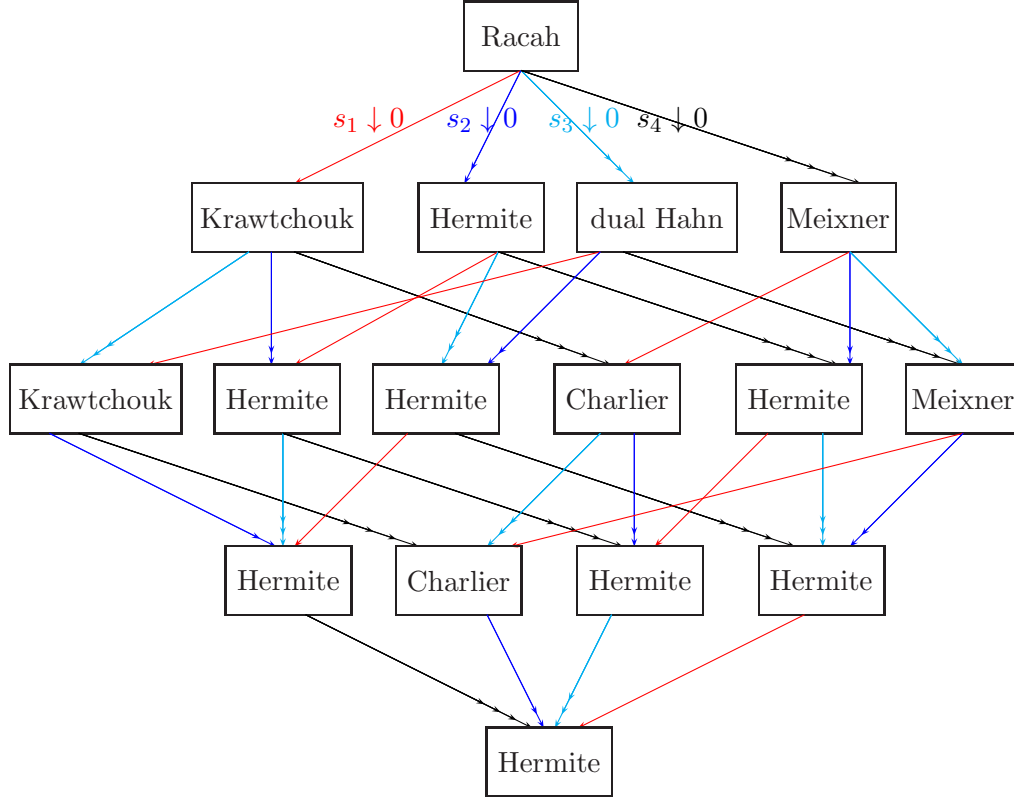 Racah
s₁ ↓ 0 s₂ ↓ 0 s₃ ↓ 0 s₄ ↓ 0
Krawtchouk Hermite dual Hahn Meixner
Krawtchouk Hermite Hermite Charlier Hermite Meixner
Hermite Charlier Hermite Hermite
Hermite